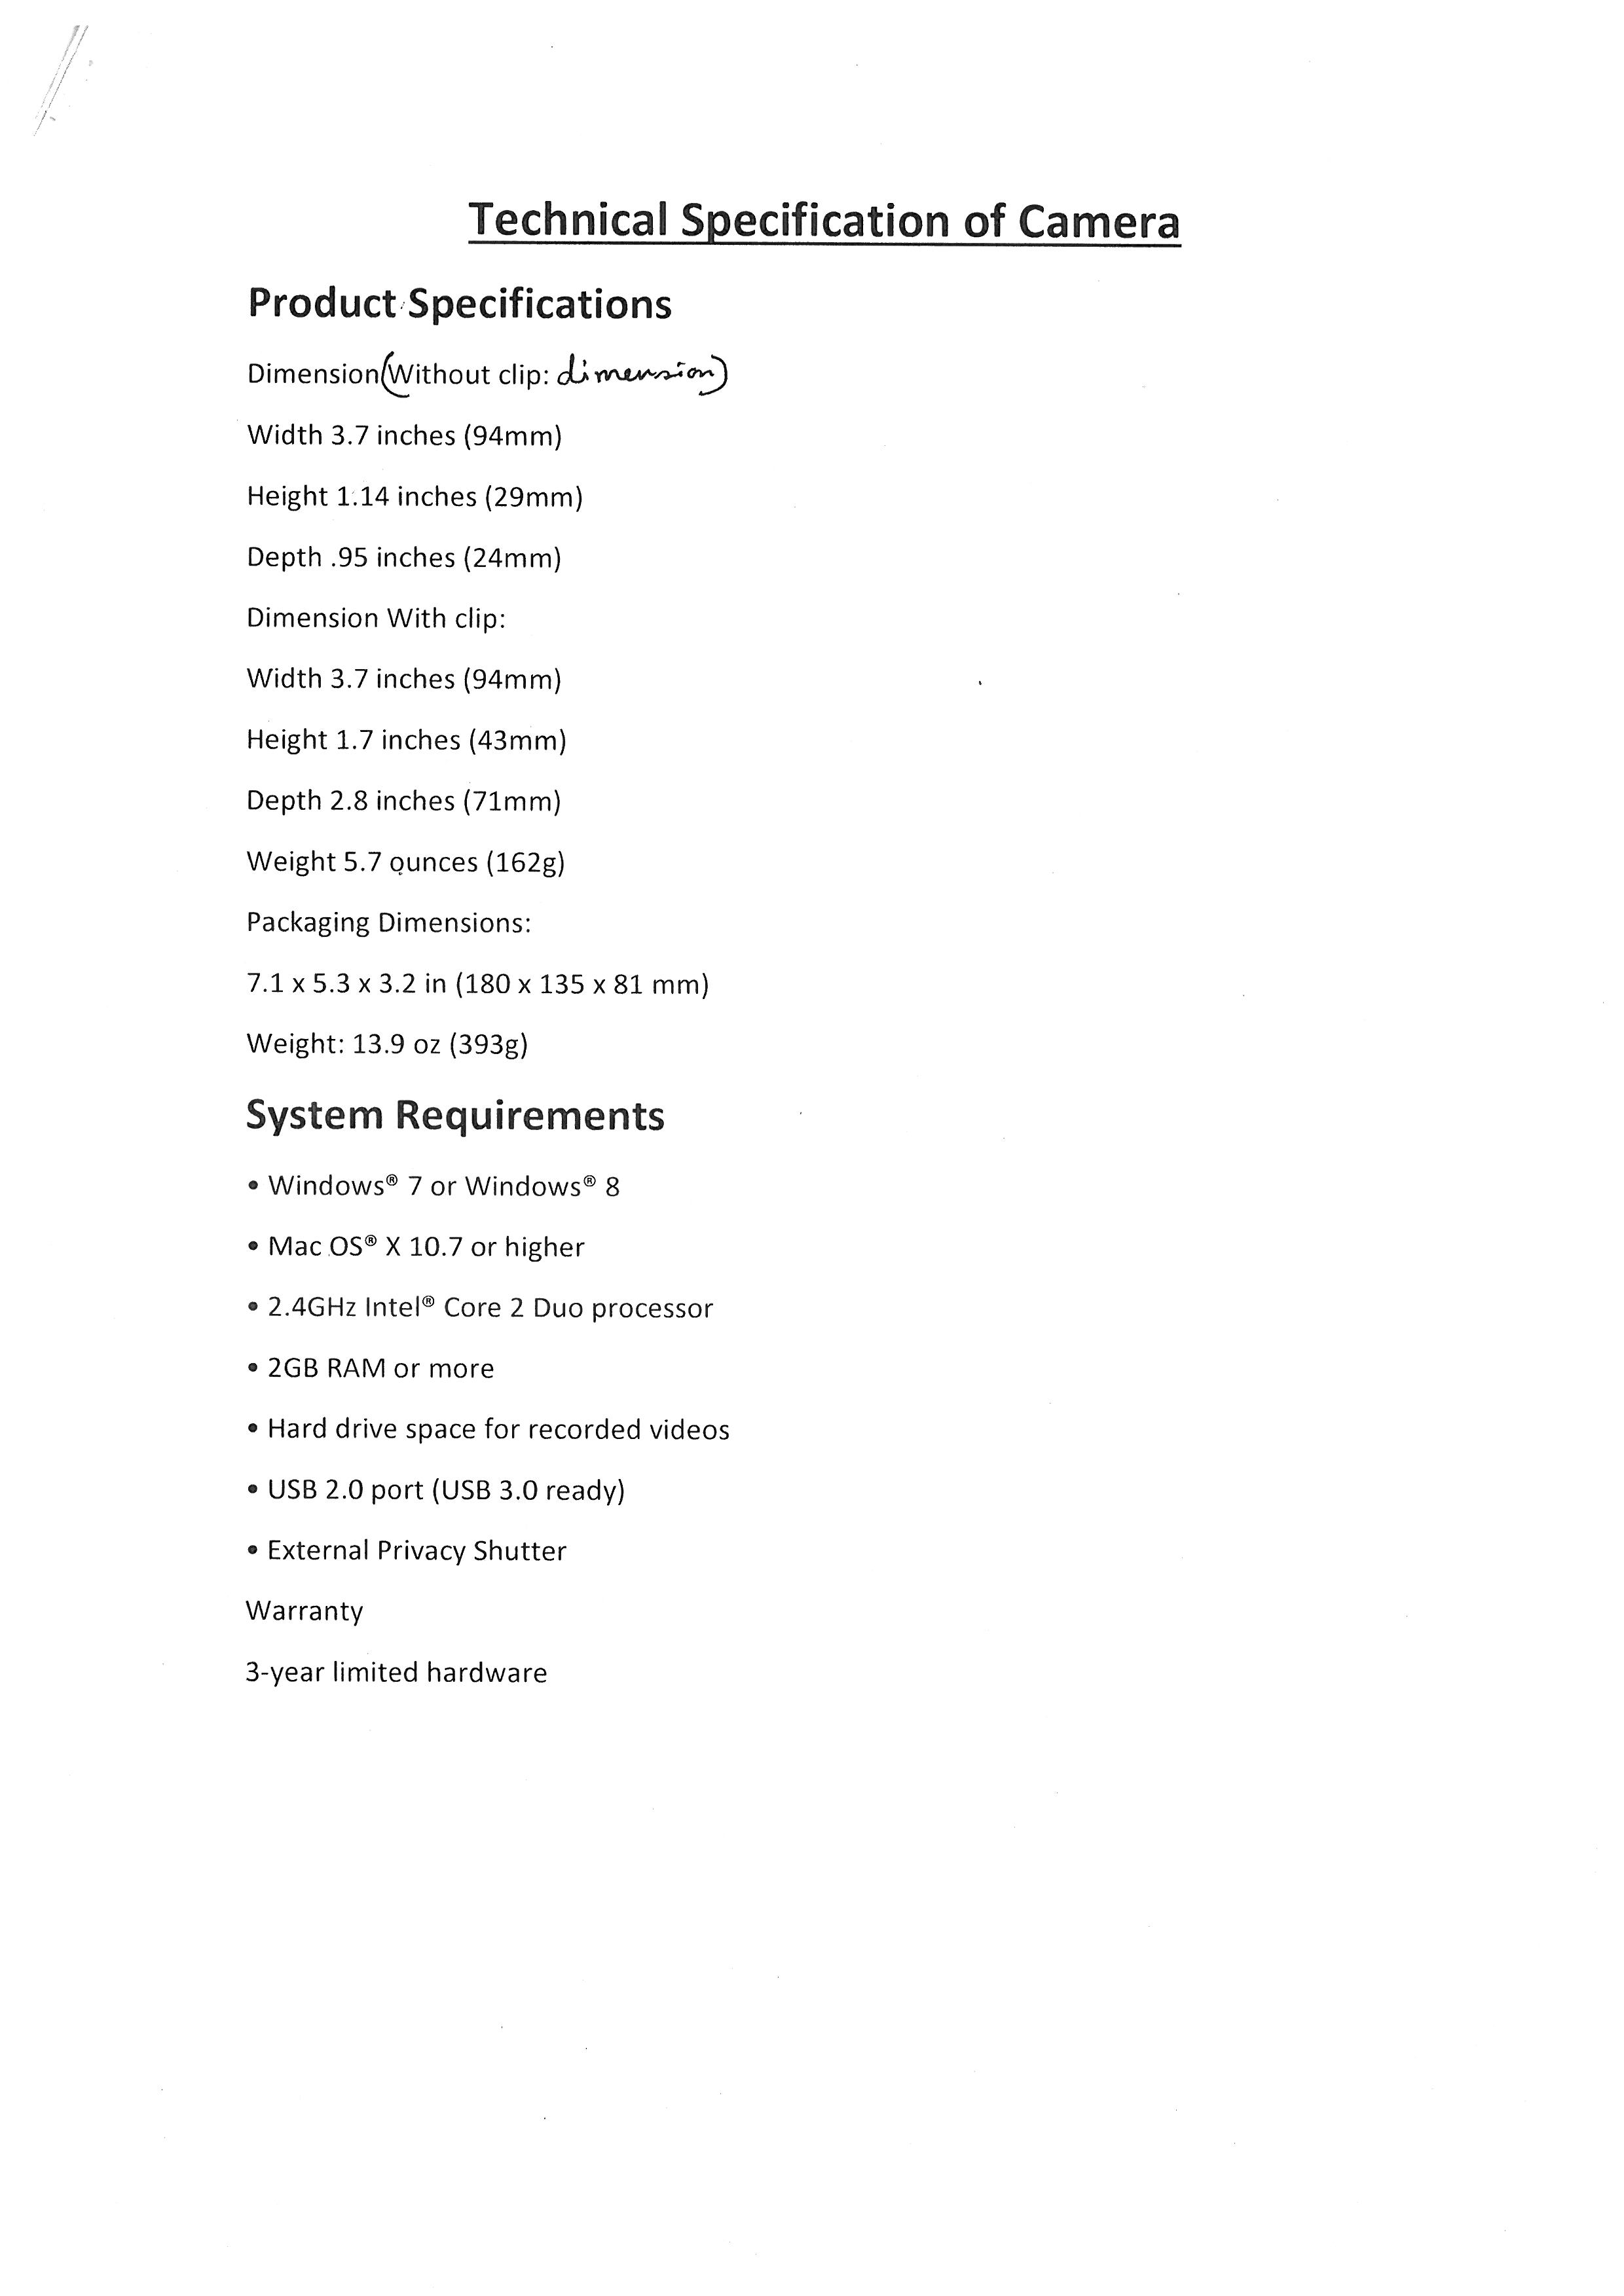 Technical Specification of Camera
Product Specifications
Dimension(Without clip: dimension)
Width 3.7 inches (94mm)
Height 1.14 inches (29mm)
Depth .95 inches (24mm)
Dimension With clip:
Width 3.7 inches (94mm)
Height 1.7 inches (43mm)
Depth 2.8 inches (71mm)
Weight 5.7 ounces (162g)
Packaging Dimensions:
7.1 x 5.3 x 3.2 in (180 x 135 x 81 mm)
Weight: 13.9 oz (393g)
System Requirements
• Windows® 7 or Windows® 8
• Mac OS® X 10.7 or higher
• 2.4GHz Intel® Core 2 Duo processor
• 2GB RAM or more
• Hard drive space for recorded videos
• USB 2.0 port (USB 3.0 ready)
• External Privacy Shutter
Warranty
3-year limited hardware